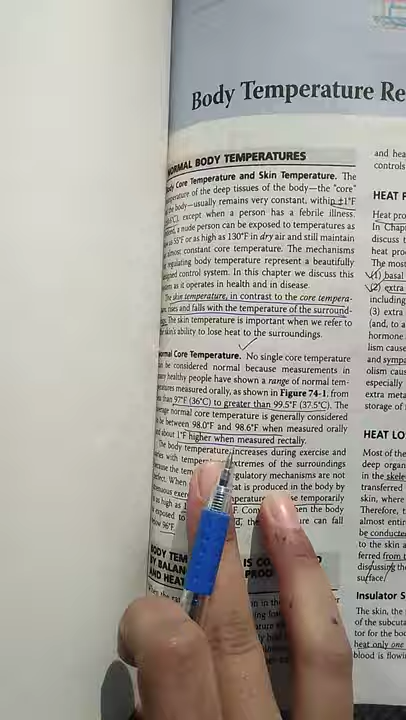 Body Temperature Re
NORMAL BODY TEMPERATURES
Body Core Temperature and Skin Temperature. The
temperature of the deep tissues of the body—the "core"
the body—usually remains very constant, within ±1°F
except when a person has a febrile illness.
a nude person can be exposed to temperatures as
as 55°F or as high as 130°F in dry air and still maintain
almost constant core temperature. The mechanisms
regulating body temperature represent a beautifully
control system. In this chapter we discuss this
as it operates in health and in disease.
The skin temperature, in contrast to the core tempera-
rises and falls with the temperature of the surround-
The skin temperature is important when we refer to
skin's ability to lose heat to the surroundings.
Normal Core Temperature. No single core temperature
be considered normal because measurements in
healthy people have shown a range of normal tem-
measured orally, as shown in Figure 74-1, from
than 97°F (36°C) to greater than 99.5°F (37.5°C). The
normal core temperature is generally considered
be between 98.0°F and 98.6°F when measured orally
about 1°F higher when measured rectally.
The body temperature increases during exercise and
with extremes of the surroundings
the regulatory mechanisms are not
When is produced in the body by
temporarily
as high as the body
exposed to the can fall
96°F.
BODY
BY BALAN
AND HEAT
and hea
controls
HEAT P
Heat pro
In Chap
discuss t
heat pro
The most
(1) basal
(2) extra
including
(3) extra
(and, to a
hormone
lism cause
and sympa
olism caus
especially
extra meta
storage of
HEAT LO
Most of the
deep organ
in the skele
transferred
skin, where
Therefore, t
almost entir
be conducte
to the skin a
ferred from t
discussing the
surface/
Insulator S
The skin, the
of the subcuta
tor for the bod
heat only one
blood is flowi